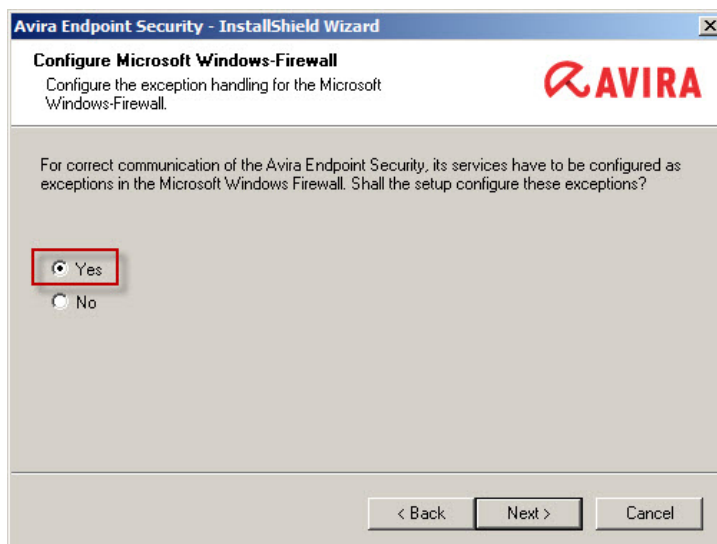 Avira Endpoint Security - InstallShield Wizard
Configure Microsoft Windows-Firewall
Configure the exception handling for the Microsoft
Windows-Firewall.
AVIRA
For correct communication of the Avira Endpoint Security, its services have to be configured as
exceptions in the Microsoft Windows Firewall. Shall the setup configure these exceptions?
Yes
No
< Back
Next >
Cancel